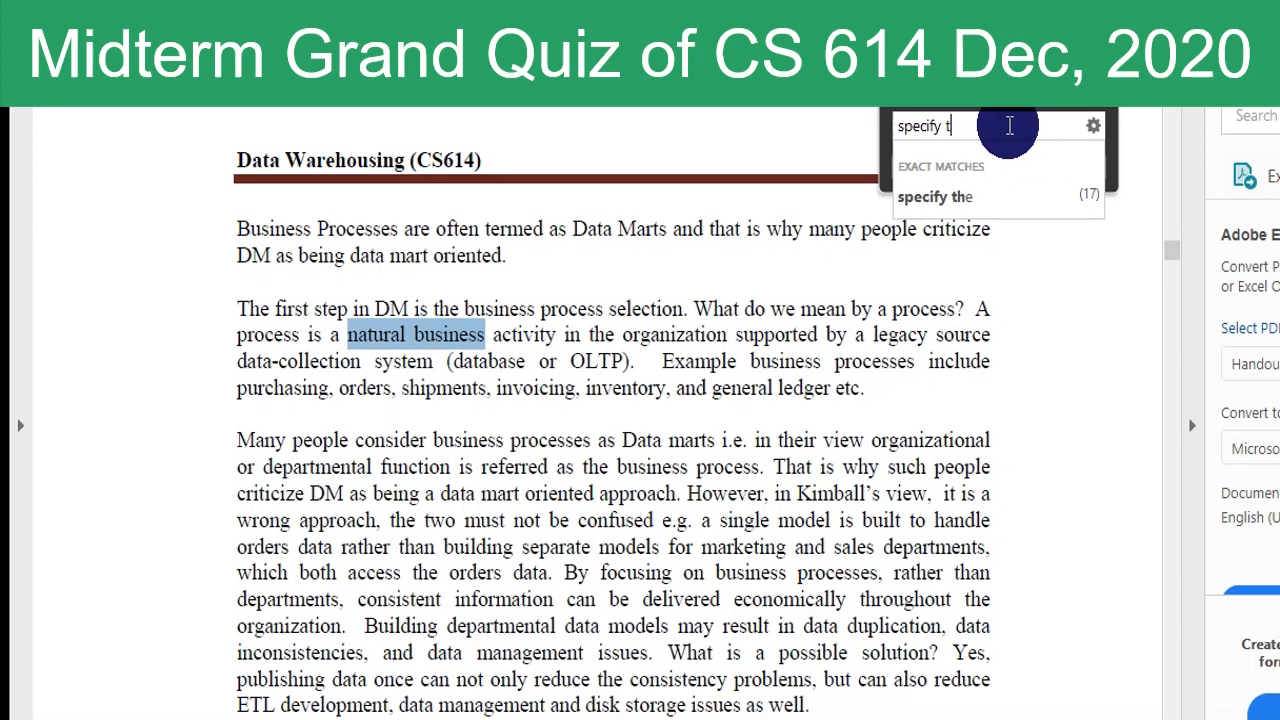 Midterm Grand Quiz of CS 614 Dec, 2020
specify t
Search
EXACT MATCHES
specify the (17)
Data Warehousing (CS614)
Business Processes are often termed as Data Marts and that is why many people criticize
DM as being data mart oriented.
The first step in DM is the business process selection. What do we mean by a process? A
process is a natural business activity in the organization supported by a legacy source
data-collection system (database or OLTP). Example business processes include
purchasing, orders, shipments, invoicing, inventory, and general ledger etc.
Many people consider business processes as Data marts i.e. in their view organizational
or departmental function is referred as the business process. That is why such people
criticize DM as being a data mart oriented approach. However, in Kimball's view, it is a
wrong approach, the two must not be confused e.g. a single model is built to handle
orders data rather than building separate models for marketing and sales departments,
which both access the orders data. By focusing on business processes, rather than
departments, consistent information can be delivered economically throughout the
organization. Building departmental data models may result in data duplication, data
inconsistencies, and data management issues. What is a possible solution? Yes,
publishing data once can not only reduce the consistency problems, but can also reduce
ETL development, data management and disk storage issues as well.
Ex
Adobe E
Convert P
or Excel O
Select PD
Handou
Convert to
Microso
Documen
English (U
Create
for